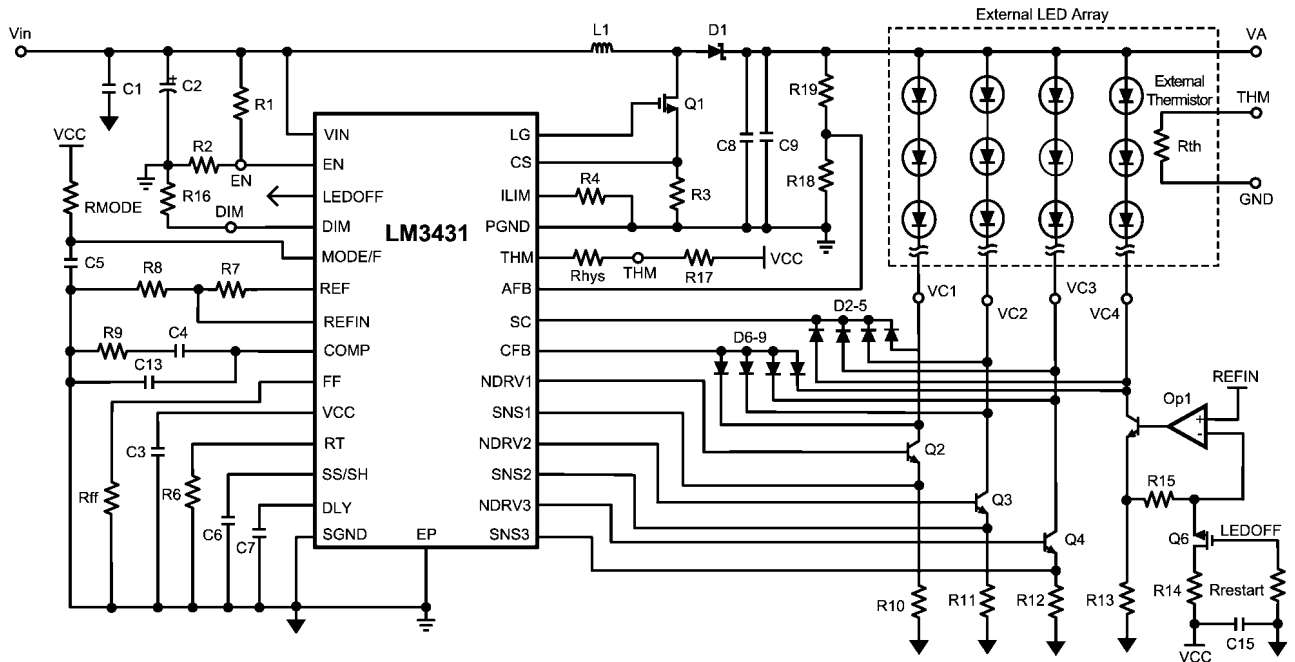 External LED Array
Vin
L1
D1
VA
C1
C2
R1
Q1
R19
External
Thermistor
THM
VCC
VIN
LG
C8
C9
Rth
R2
EN
EN
CS
R4
R3
R18
RMODE
R16
LEDOFF
ILIM
GND
DIM
DIM
PGND
LM3431
C5
MODE/F
THM
Rhys
THM
R17
VCC
R8
R7
REF
AFB
VC1
VC2
VC3
VC4
REFIN
SC
D2-5
R9
C4
COMP
CFB
D6-9
C13
FF
NDRV1
REFIN
Op1
+
-
VCC
SNS1
C3
RT
NDRV2
Q2
SS/SH
SNS2
R15
Rff
R6
DLY
NDRV3
Q3
C6
C7
SGND
EP
SNS3
Q4
Q6
LEDOFF
R10
R11
R12
R13
R14
Rrestart
C15
VCC